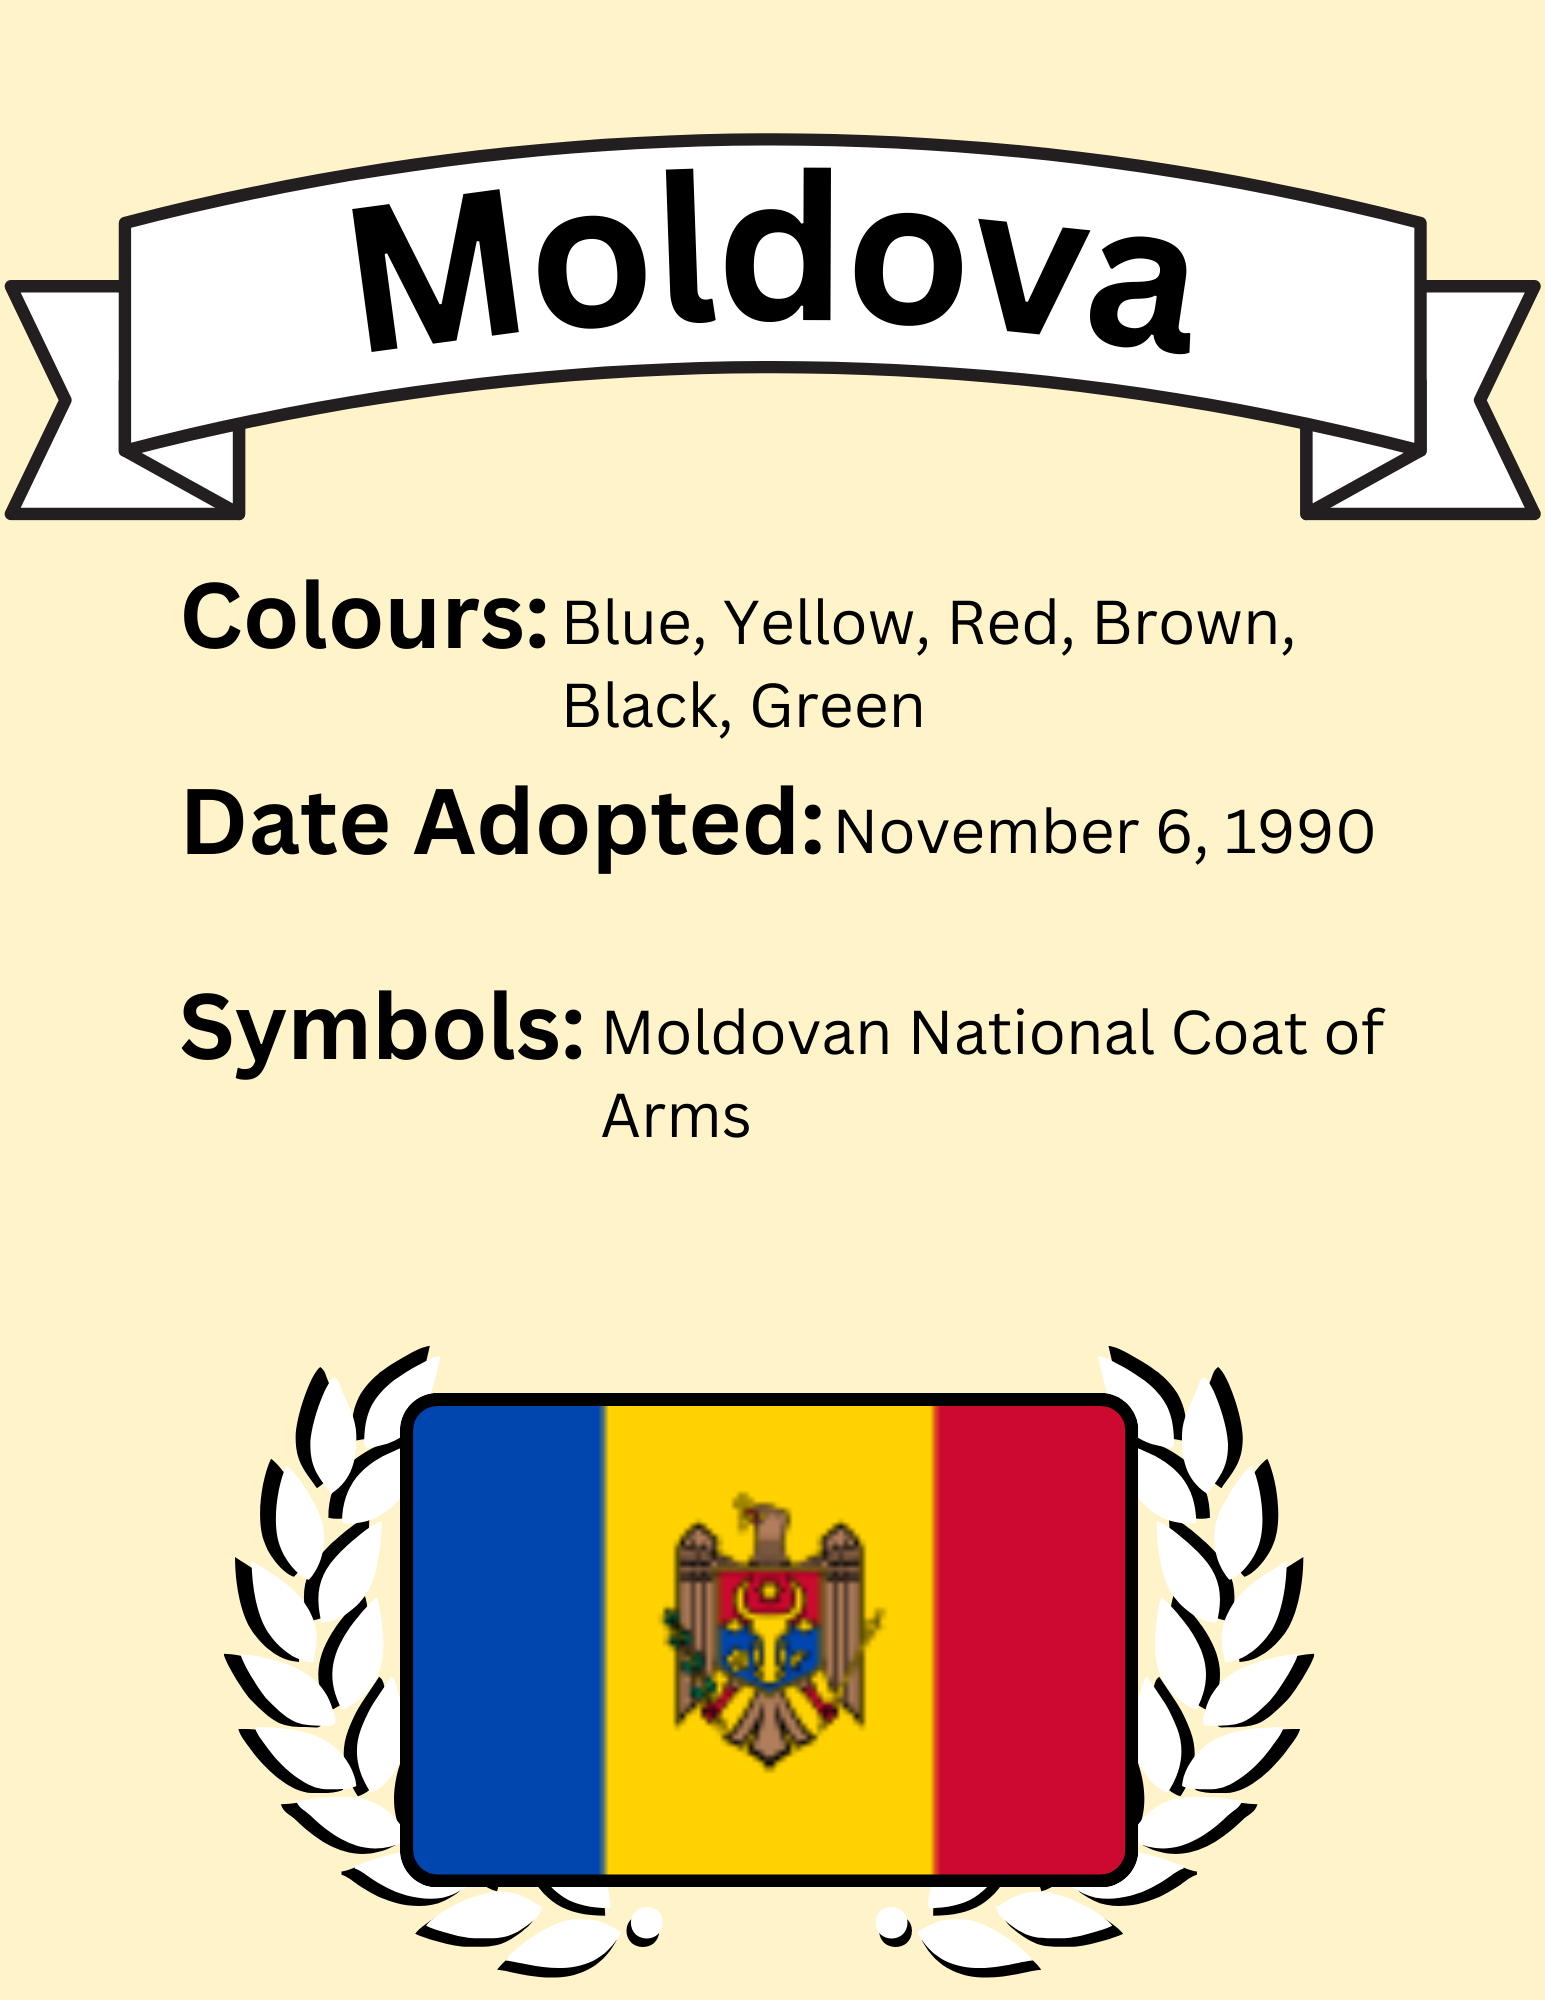 Moldova
Colours: Blue, Yellow, Red, Brown,
Black, Green
Date Adopted: November 6, 1990
Symbols: Moldovan National Coat of
Arms